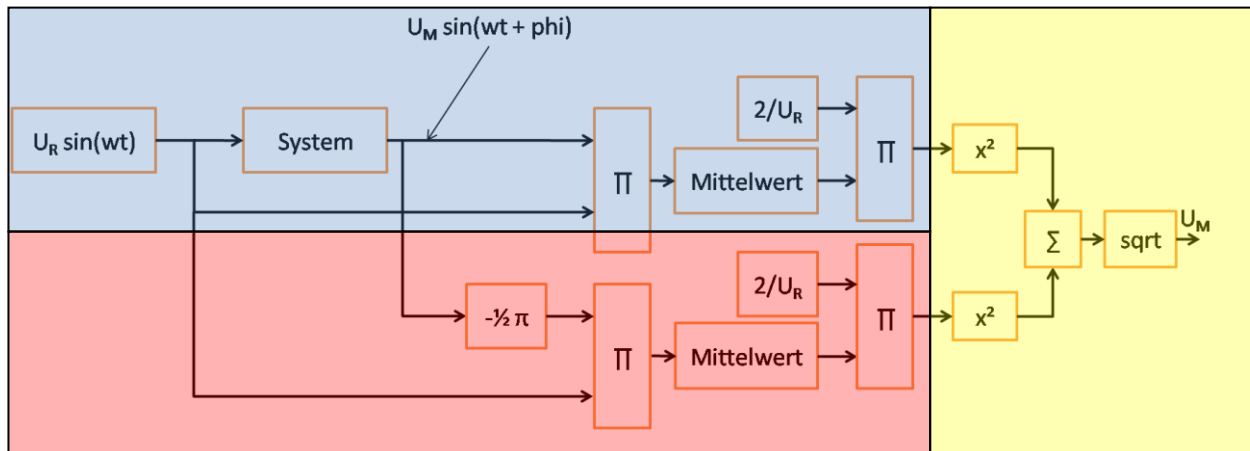 U_M sin(wt + phi)
U_R sin(wt)
System
∏
2/U_R
Mittelwert
∏
x²
-½ π
∏
2/U_R
Mittelwert
∏
x²
∑
sqrt
U_M